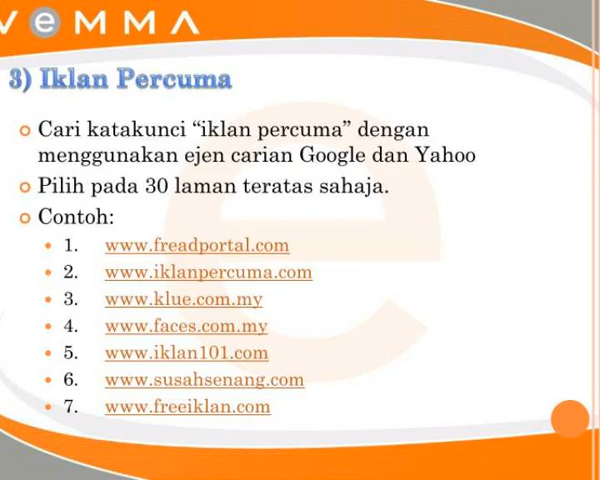 VeMMA
3) Iklan Percuma
Cari katakunci “iklan percuma” dengan
menggunakan ejen carian Google dan Yahoo
Pilih pada 30 laman teratas sahaja.
Contoh:
1. www.freadportal.com
2. www.iklanpercuma.com
3. www.klue.com.my
4. www.faces.com.my
5. www.iklan101.com
6. www.susahsenang.com
7. www.freeiklan.com